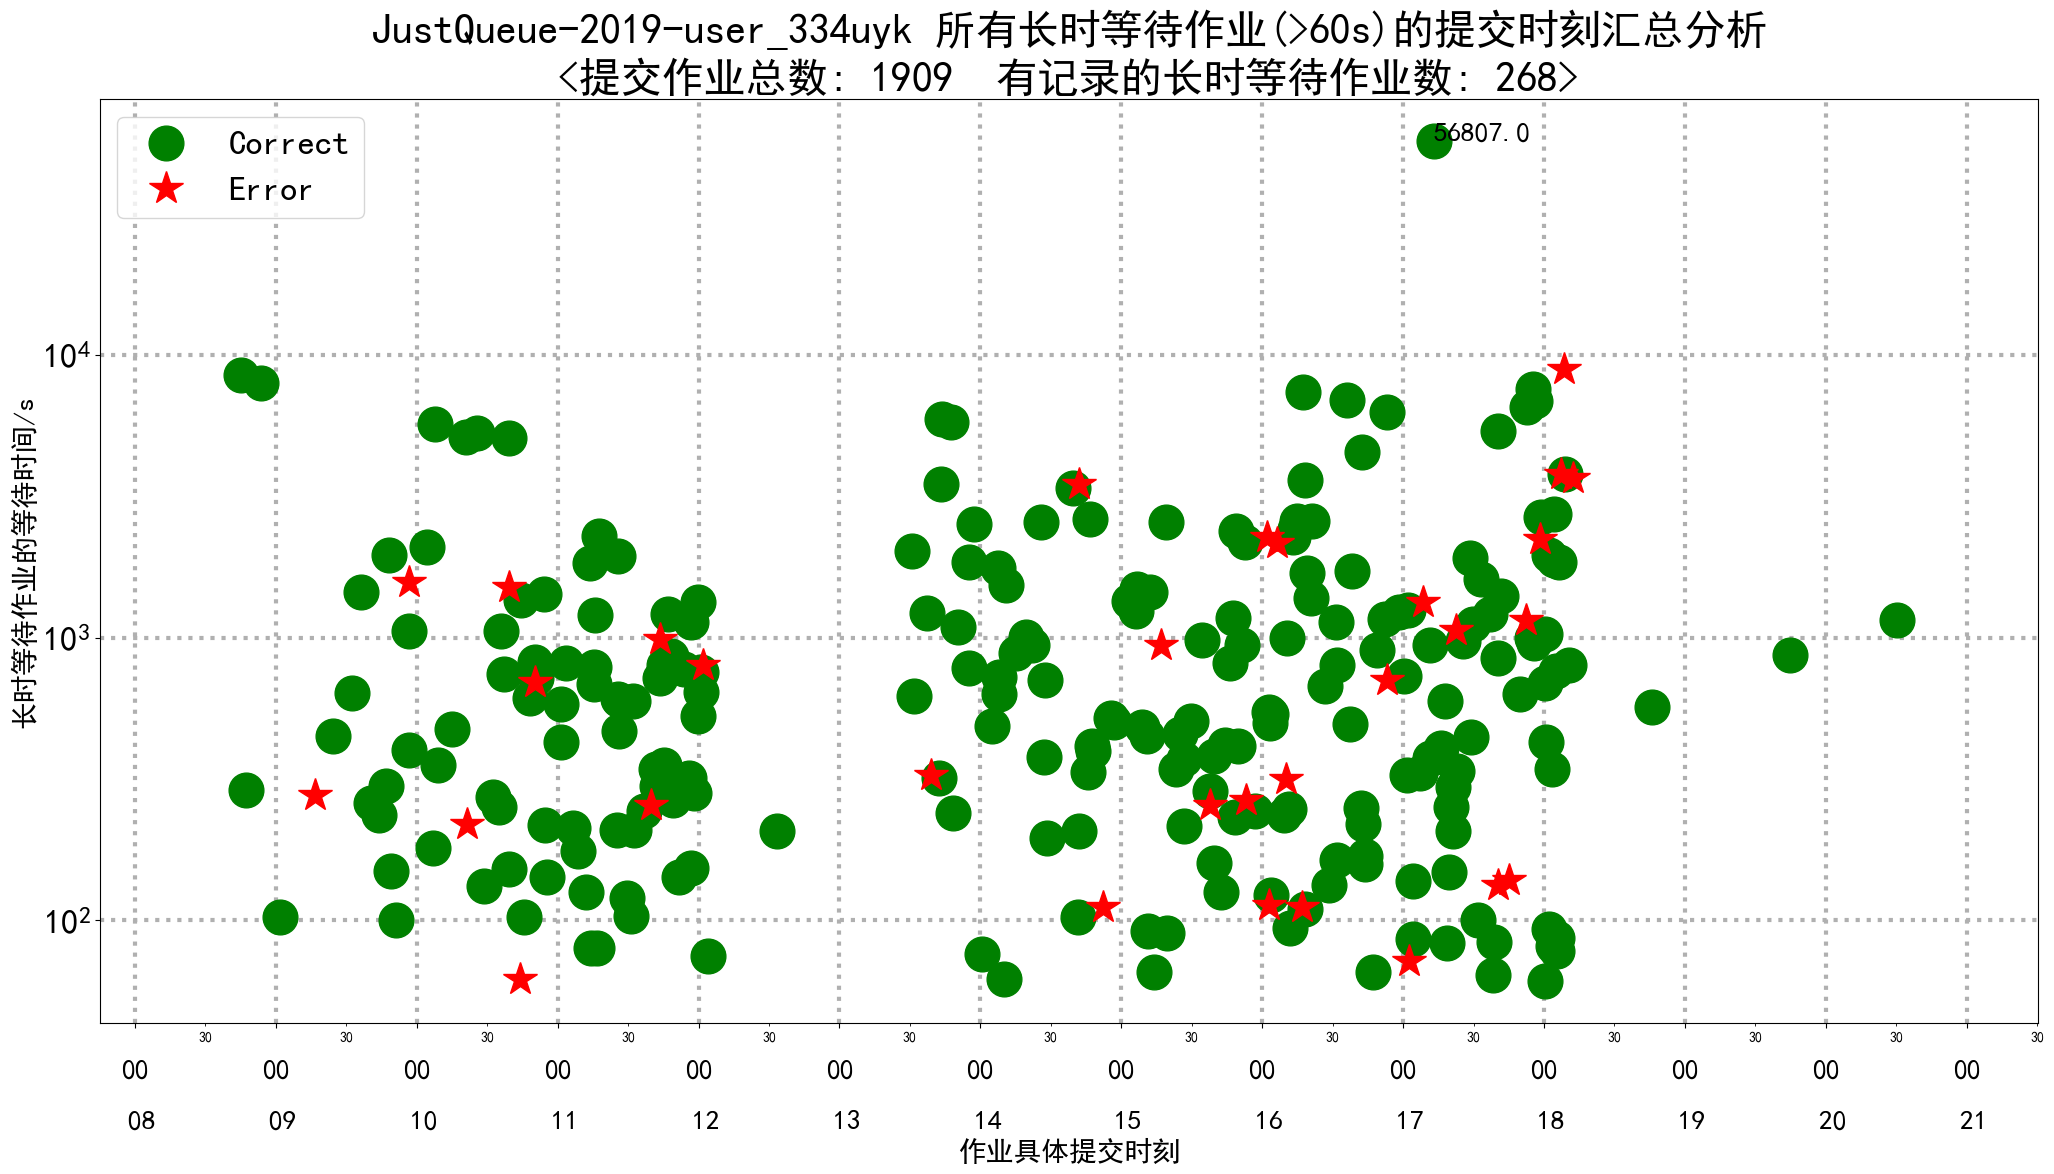 JustQueue-2019-user_334uyk 所有长时等待作业(>60s)的提交时刻汇总分析
<提交作业总数: 1909  有记录的长时等待作业数: 268>
Correct
Error
56807.0
10⁴
10³
10²
长时等待作业的等待时间/s
30 30 30 30 30 30 30 30 30 30 30 30 30 30
00 00 00 00 00 00 00 00 00 00 00 00 00 00
08 09 10 11 12 13 14 15 16 17 18 19 20 21
作业具体提交时刻